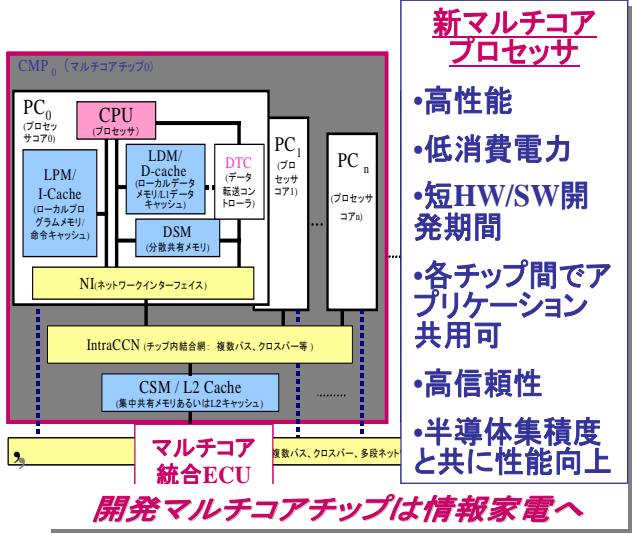 CMP0 (マルチコアチップ0)
PC0
(プロセッ
サコア0)
CPU
(プロセッサ)
LPM/
I-Cache
(ローカルプロ
グラムメモリ/
命令キャッシュ)
LDM/
D-cache
(ローカルデータ
メモリ/L1データ
キャッシュ)
DTC
(データ
転送コント
ローラ)
DSM
(分散共有メモリ)
NI(ネットワークインターフェイス)
PC1
(プロ
セッサ
コア1)
...
PC n
(プロセッサ
コアn)
......
IntraCCN (チップ内結合網: 複数バス、クロスバー等 )
CSM / L2 Cache
(集中共有メモリあるいはL2キャッシュ)
.........
複数バス、クロスバー、多段ネット
マルチコア
統合ECU
新マルチコア
プロセッサ
•高性能
•低消費電力
•短HW/SW開
発期間
•各チップ間でア
プリケーション
共用可
•高信頼性
•半導体集積度
と共に性能向上
開発マルチコアチップは情報家電へ